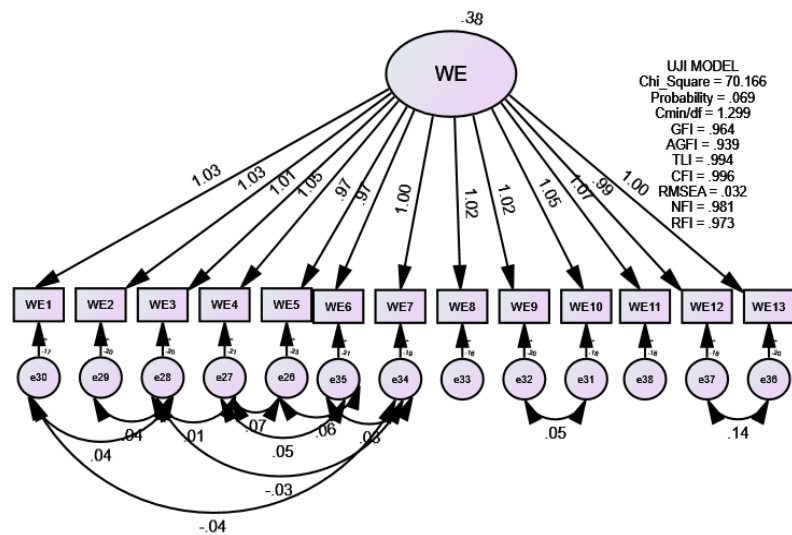 .38
WE
UJI MODEL
Chi_Square = 70.166
Probability = .069
Cmin/df = 1.299
GFI = .964
AGFI = .939
TLI = .994
CFI = .996
RMSEA = .032
NFI = .981
RFI = .973
1.03 1.03 1.01 1.05 .97 .97 1.00 1.02 1.02 1.05 1.07 .99 1.00
WE1 WE2 WE3 WE4 WE5 WE6 WE7 WE8 WE9 WE10 WE11 WE12 WE13
e30 e29 e28 e27 e26 e35 e34 e33 e32 e31 e38 e37 e36
.04 .04 .01 .07 .05 .06 .03 .05 .14
-.03
-.04